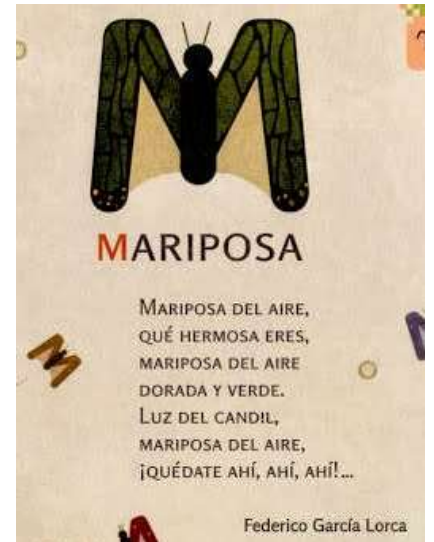 MARIPOSA
MARIPOSA DEL AIRE,
QUÉ HERMOSA ERES,
MARIPOSA DEL AIRE
DORADA Y VERDE.
LUZ DEL CANDIL,
MARIPOSA DEL AIRE,
¡QUÉDATE AHÍ, AHÍ, AHÍ!...
Federico García Lorca